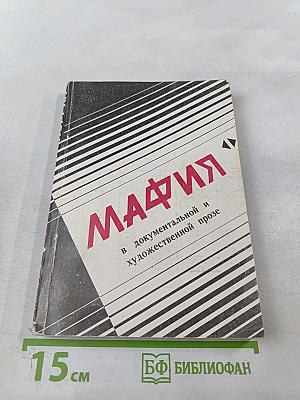 МАФИЯ
в документальной и
художественной прозе
15 см
БФ БИБЛИОФАН